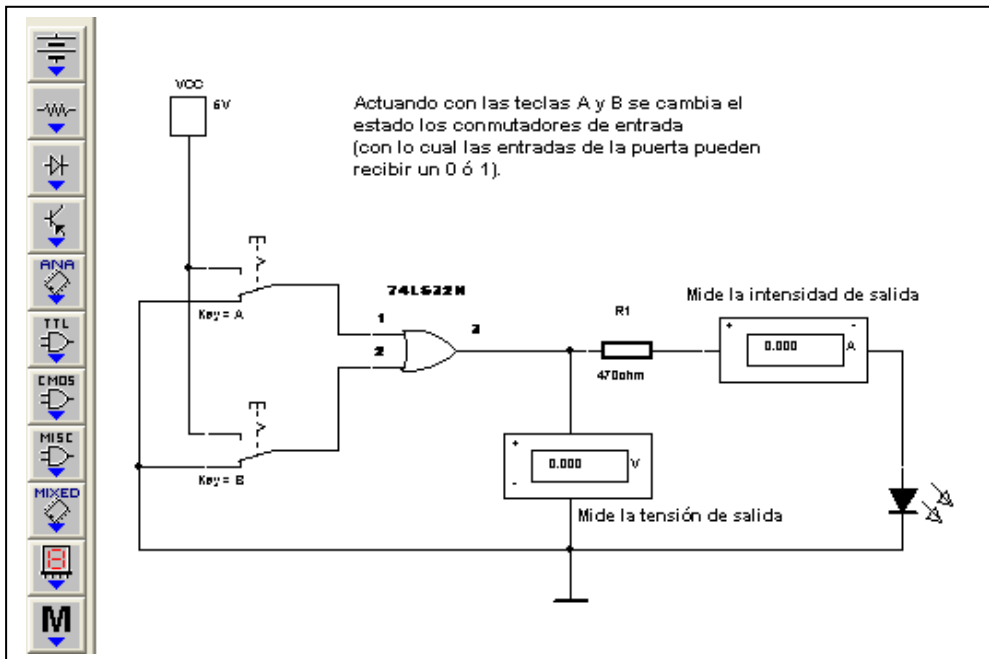 VCC
6V
Actuando con las teclas A y B se cambia el
estado los conmutadores de entrada
(con lo cual las entradas de la puerta pueden
recibir un 0 ó 1).
ANA
TTL
CMOS
MISC
MIXED
M
Key = A
74LS32N
1
2
3
R1
470ohm
Mide la intensidad de salida
+
-
0.000
A
Key = B
+
-
0.000
V
Mide la tensión de salida